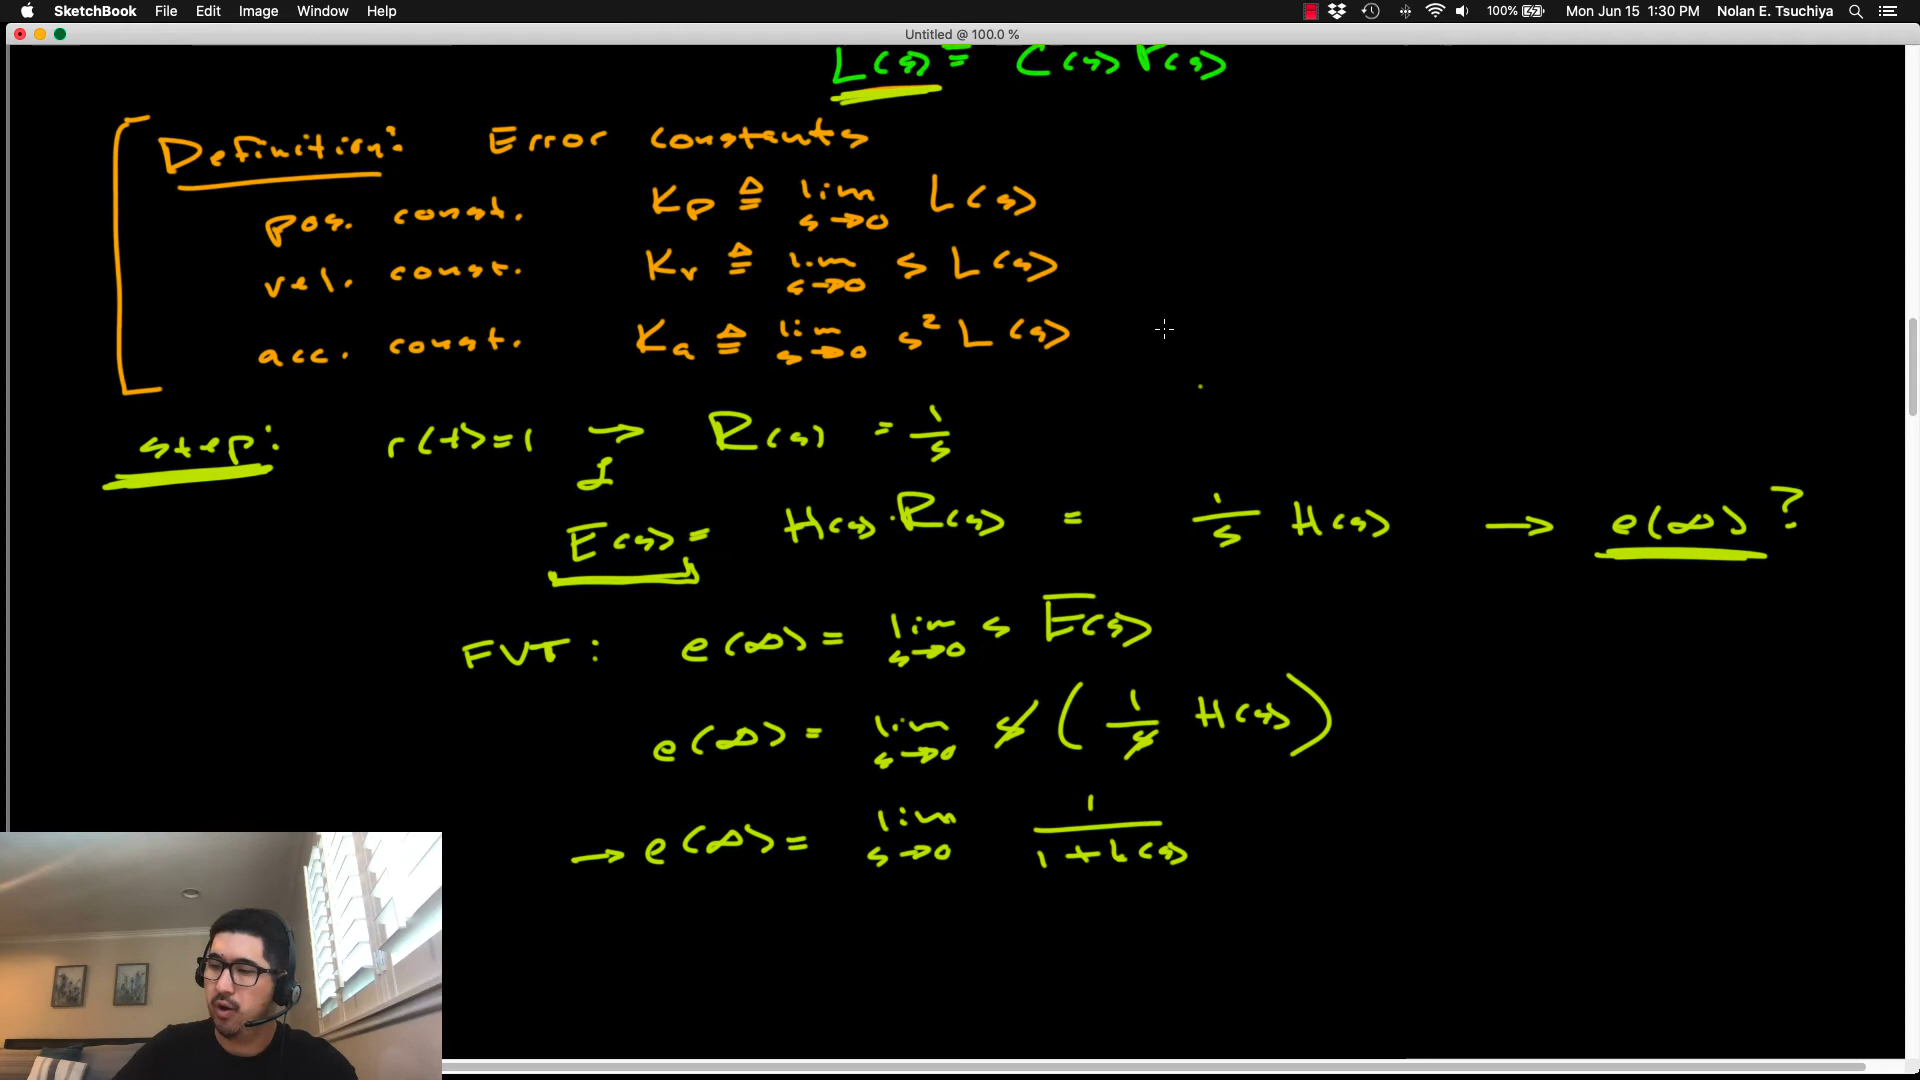 SketchBook File Edit Image Window Help 100% Mon Jun 15 1:30 PM Nolan E. Tsuchiya
Untitled @ 100.0 %
L(s) = C(s) P(s)
Definition: Error constants
pos. const. Kp ≜ lim s→0 L(s)
vel. const. Kv ≜ lim s→0 s L(s)
acc. const. Ka ≜ lim s→0 s² L(s)
step: r(t)=1 → ℒ R(s) = 1/s
E(s) = H(s)·R(s) = 1/s H(s) → e(∞)?
FVT: e(∞) = lim s→0 s E(s)
e(∞) = lim s→0 s ( 1/s H(s) )
→ e(∞) = lim s→0 1/(1+L(s))